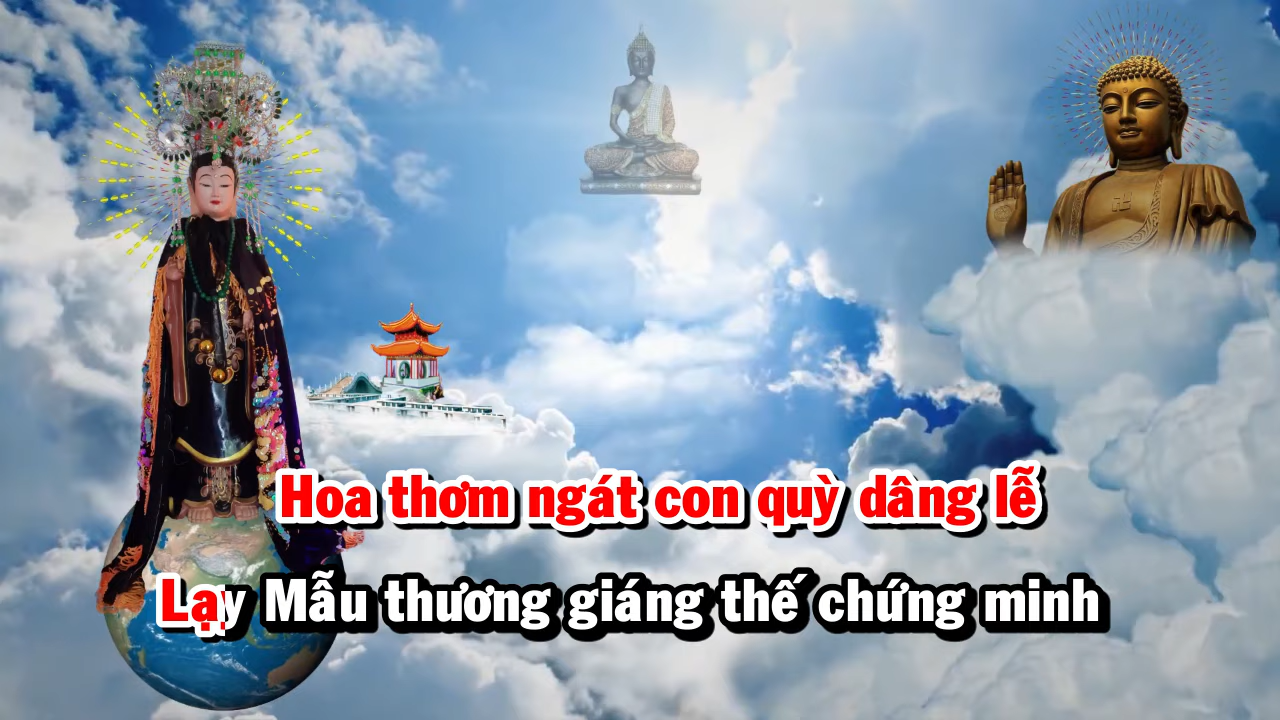 Hoa thơm ngát con quỳ dâng lễ
Lạy Mẫu thương giáng thế chứng minh